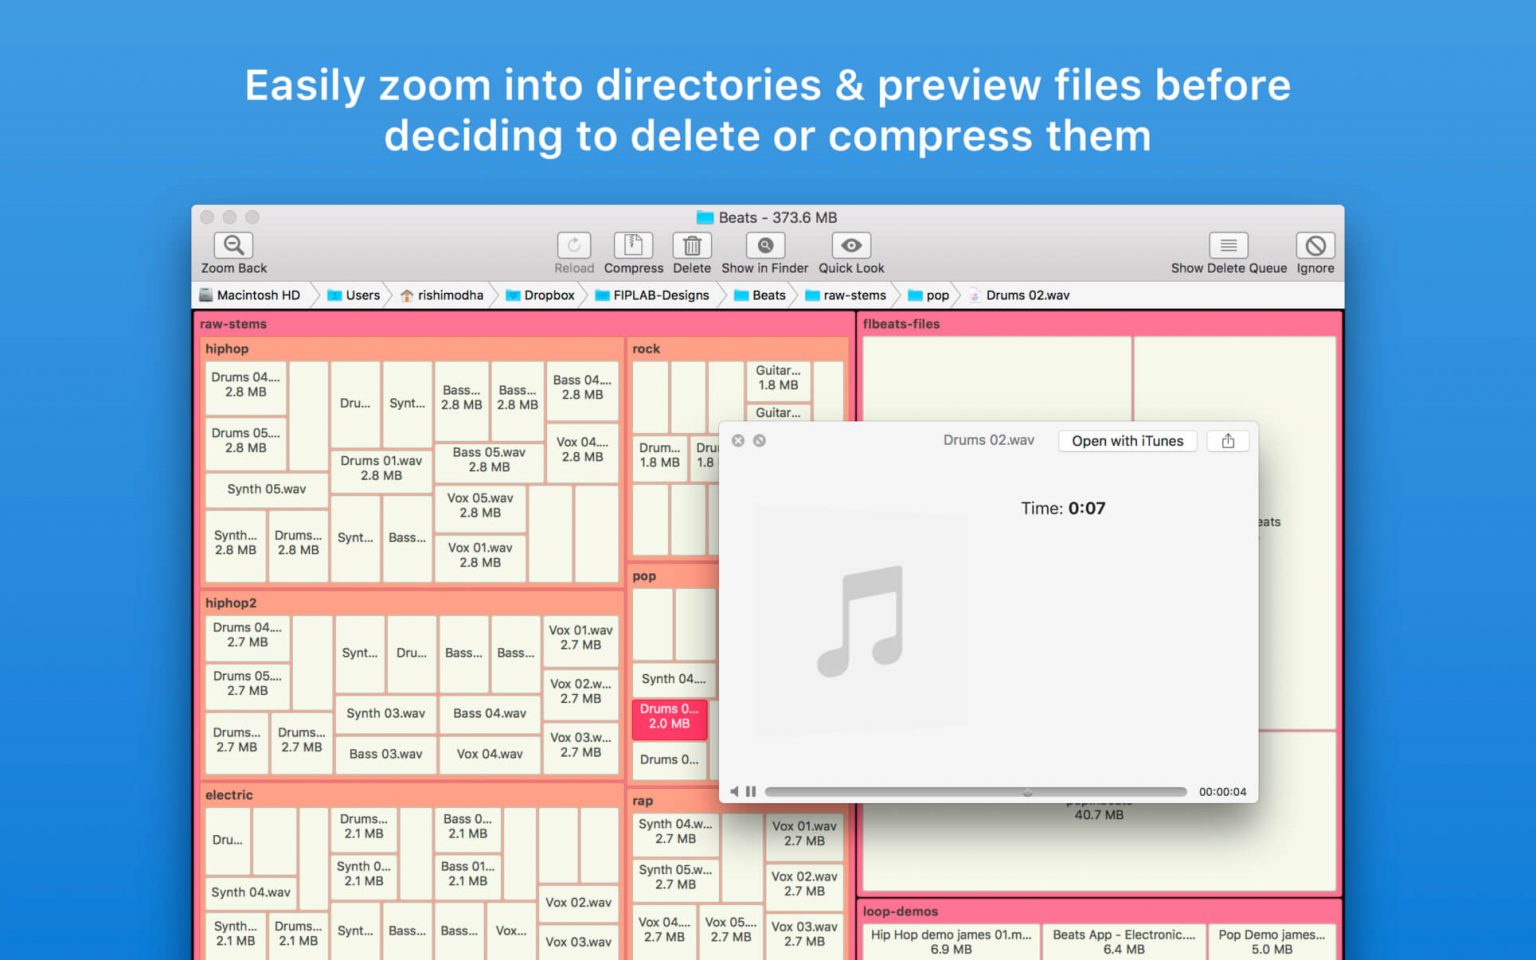 Easily zoom into directories & preview files before
deciding to delete or compress them
Beats - 373.6 MB
Zoom Back
Reload
Compress
Delete
Show in Finder
Quick Look
Show Delete Queue
Ignore
Macintosh HD
Users
rishimodha
Dropbox
FIPLAB-Designs
Beats
raw-stems
pop
Drums 02.wav
raw-stems
hiphop
Drums 04....
2.8 MB
Dru...
Synt...
Bass...
2.8 MB
Bass...
2.8 MB
Bass 04....
2.8 MB
Drums 05....
2.8 MB
Drums 01.wav
2.8 MB
Bass 05.wav
2.8 MB
Vox 04....
2.8 MB
Synth 05.wav
Vox 05.wav
2.8 MB
Synth...
2.8 MB
Drums...
2.8 MB
Synt...
Bass...
Vox 01.wav
2.8 MB
hiphop2
Drums 04....
2.7 MB
Synt...
Dru...
Bass...
Bass...
Vox 01.wav
2.7 MB
Drums 05....
2.7 MB
Vox 02.w...
2.7 MB
Synth 03.wav
Bass 04.wav
Drums...
2.7 MB
Drums...
2.7 MB
Bass 03.wav
Vox 04.wav
Vox 03.w...
2.7 MB
electric
Dru...
Drums...
2.1 MB
Bass 0...
2.1 MB
Synth 0...
2.1 MB
Bass 01...
2.1 MB
Synth 04.wav
Vox 02.wav
Synth...
2.1 MB
Drums...
2.1 MB
Synt...
Bass...
Bass...
Vox...
Vox 03.wav
rock
Guitar...
1.8 MB
Guitar...
Drum...
1.8 MB
Dru
1.8
pop
Synth 04....
Drums 0...
2.0 MB
Drums 0...
rap
Synth 04.w...
2.7 MB
Vox 01.wav
2.7 MB
Synth 05.w...
2.7 MB
Vox 02.wav
2.7 MB
Vox 04....
2.7 MB
Vox 05....
2.7 MB
Vox 03.wav
2.7 MB
flbeats-files
eats
40.7 MB
loop-demos
Hip Hop demo james 01.m...
6.9 MB
Beats App - Electronic....
6.4 MB
Pop Demo james...
5.0 MB
Drums 02.wav
Open with iTunes
Time: 0:07
00:00:04